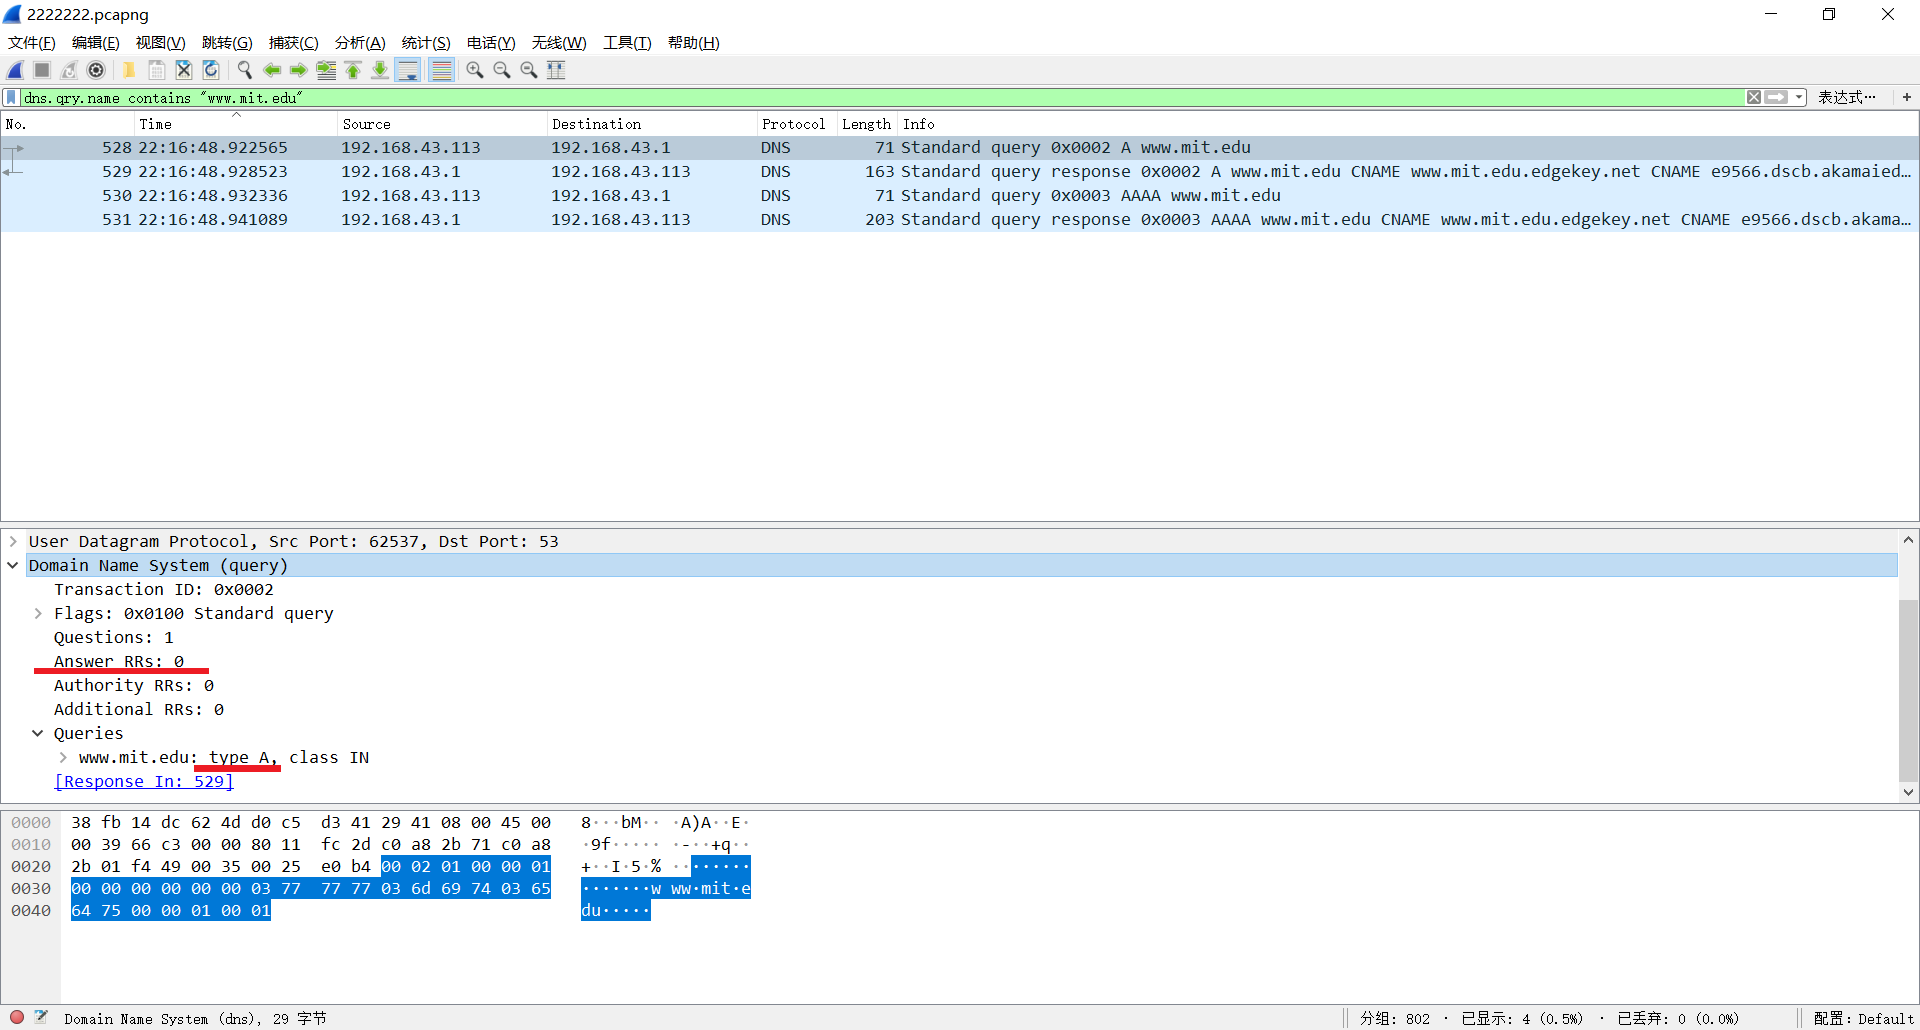 2222222.pcapng
文件(F) 编辑(E) 视图(V) 跳转(G) 捕获(C) 分析(A) 统计(S) 电话(Y) 无线(W) 工具(T) 帮助(H)
dns.qry.name contains "www.mit.edu" 表达式… +
No. Time Source Destination Protocol Length Info
528 22:16:48.922565 192.168.43.113 192.168.43.1 DNS 71 Standard query 0x0002 A www.mit.edu
529 22:16:48.928523 192.168.43.1 192.168.43.113 DNS 163 Standard query response 0x0002 A www.mit.edu CNAME www.mit.edu.edgekey.net CNAME e9566.dscb.akamaied…
530 22:16:48.932336 192.168.43.113 192.168.43.1 DNS 71 Standard query 0x0003 AAAA www.mit.edu
531 22:16:48.941089 192.168.43.1 192.168.43.113 DNS 203 Standard query response 0x0003 AAAA www.mit.edu CNAME www.mit.edu.edgekey.net CNAME e9566.dscb.akama…
User Datagram Protocol, Src Port: 62537, Dst Port: 53
Domain Name System (query)
Transaction ID: 0x0002
Flags: 0x0100 Standard query
Questions: 1
Answer RRs: 0
Authority RRs: 0
Additional RRs: 0
Queries
www.mit.edu: type A, class IN
[Response In: 529]
0000 38 fb 14 dc 62 4d d0 c5 d3 41 29 41 08 00 45 00 8···bM·· ·A)A··E·
0010 00 39 66 c3 00 00 80 11 fc 2d c0 a8 2b 71 c0 a8 ·9f····· ·-··+q··
0020 2b 01 f4 49 00 35 00 25 e0 b4 00 02 01 00 00 01 +··I·5·% ········
0030 00 00 00 00 00 00 03 77 77 77 03 6d 69 74 03 65 ·······w ww·mit·e
0040 64 75 00 00 01 00 01 du·····
Domain Name System (dns), 29 字节 分组: 802 · 已显示: 4 (0.5%) · 已丢弃: 0 (0.0%) 配置: Default